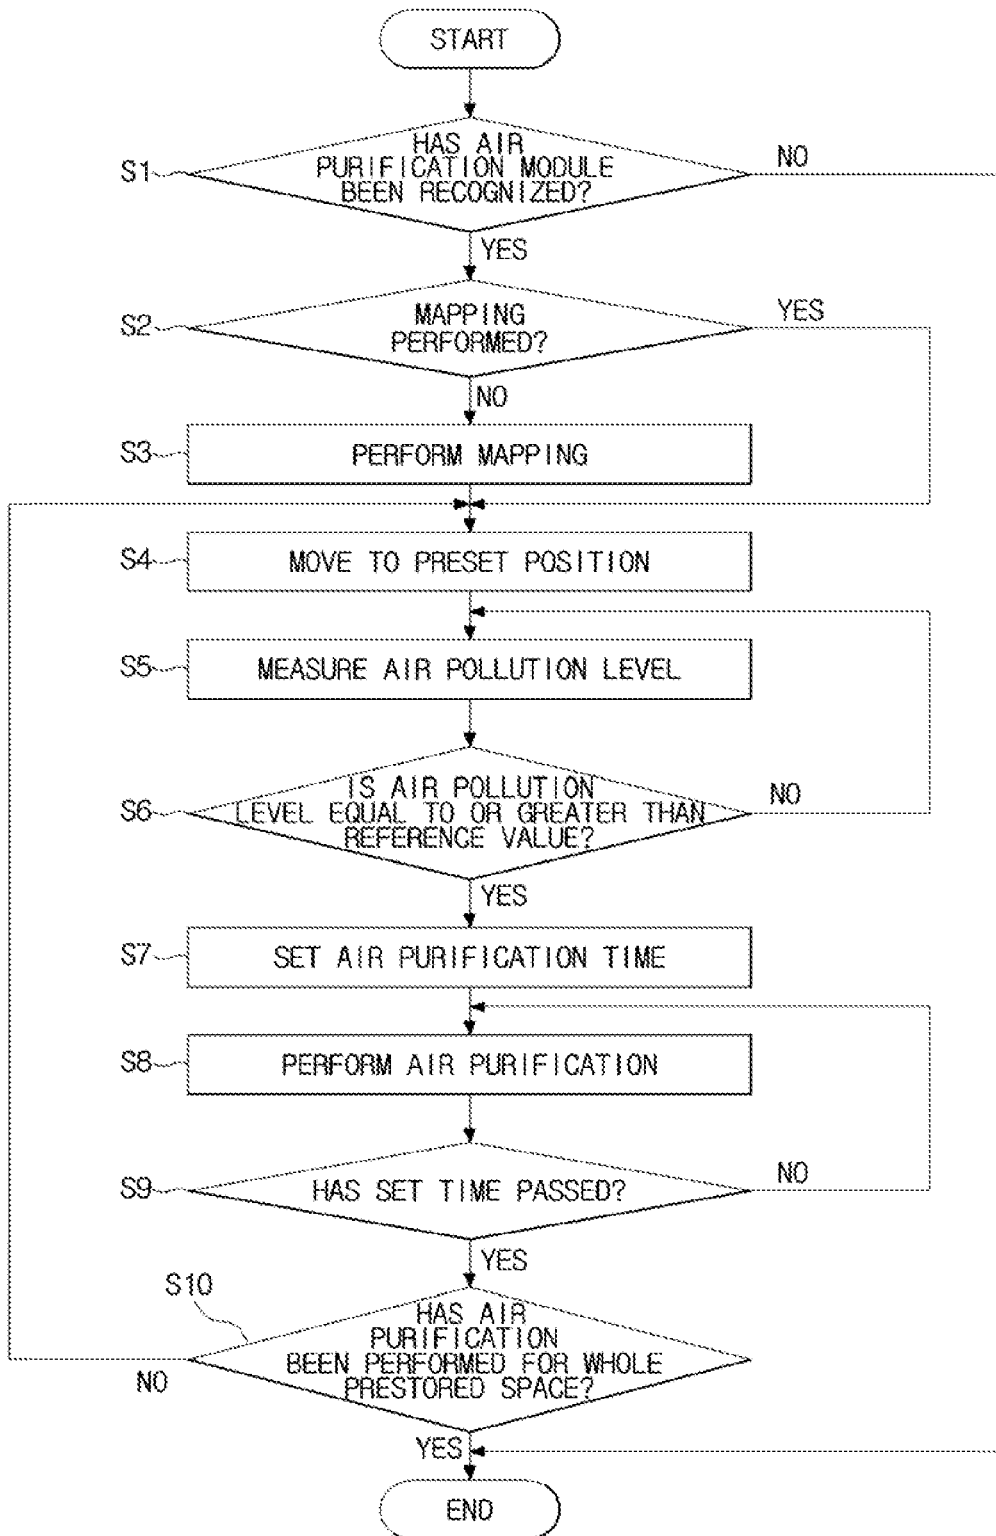 START
S1
HAS AIR
PURIFICATION MODULE
BEEN RECOGNIZED?
NO
YES
S2
MAPPING
PERFORMED?
YES
NO
S3
PERFORM MAPPING
S4
MOVE TO PRESET POSITION
S5
MEASURE AIR POLLUTION LEVEL
S6
IS AIR POLLUTION
LEVEL EQUAL TO OR GREATER THAN
REFERENCE VALUE?
NO
YES
S7
SET AIR PURIFICATION TIME
S8
PERFORM AIR PURIFICATION
S9
HAS SET TIME PASSED?
NO
YES
S10
HAS AIR
PURIFICATION
BEEN PERFORMED FOR WHOLE
PRESTORED SPACE?
NO
YES
END